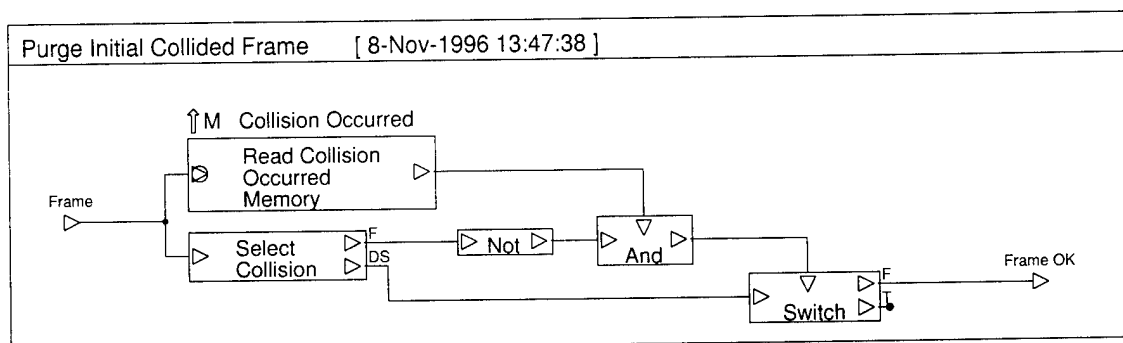 Purge Initial Collided Frame [ 8-Nov-1996 13:47:38 ]
M Collision Occurred
Read Collision
Occurred
Memory
Frame
Select
Collision
F
DS
Not
And
Switch
F
T
Frame OK